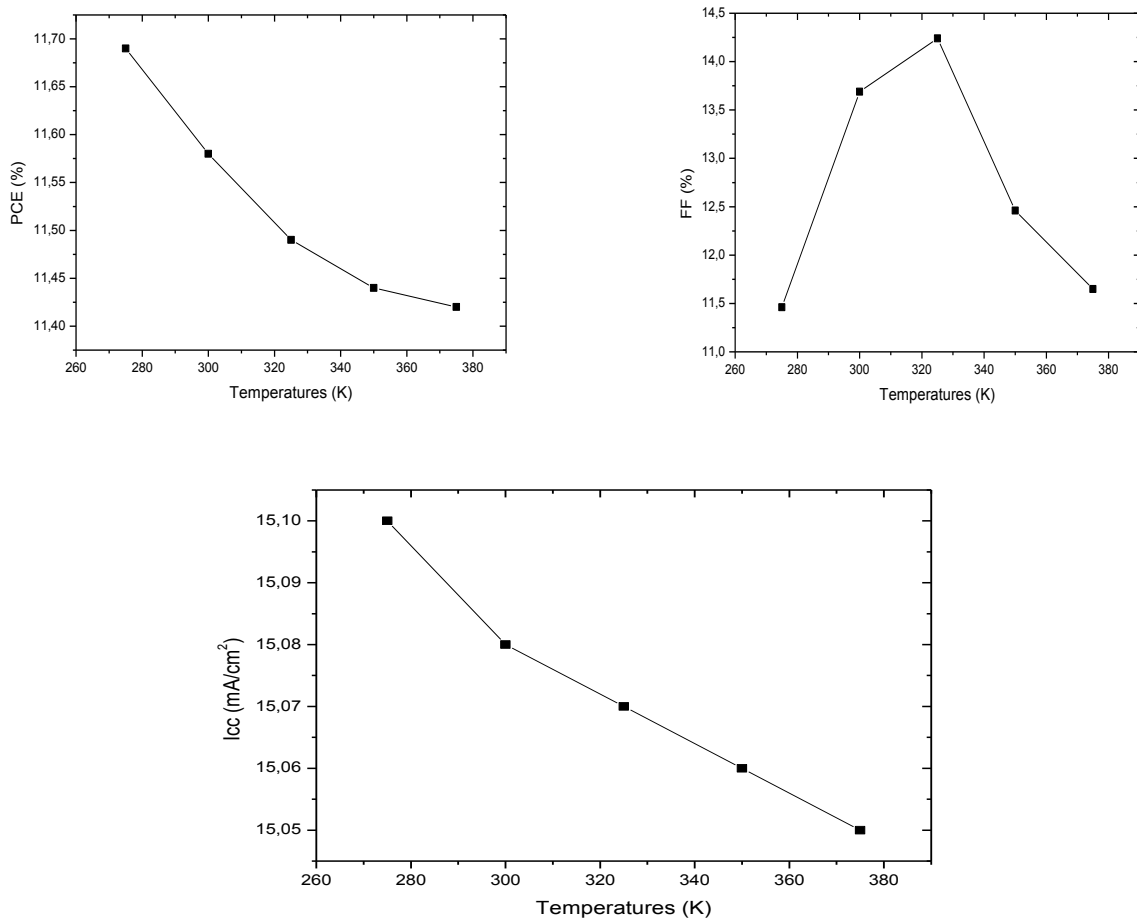 PCE (%)
11,70
11,65
11,60
11,55
11,50
11,45
11,40
260 280 300 320 340 360 380
Temperatures (K)
FF (%)
14,5
14,0
13,5
13,0
12,5
12,0
11,5
11,0
260 280 300 320 340 360 380
Temperatures (K)
Icc (mA/cm²)
15,10
15,09
15,08
15,07
15,06
15,05
260 280 300 320 340 360 380
Temperatures (K)